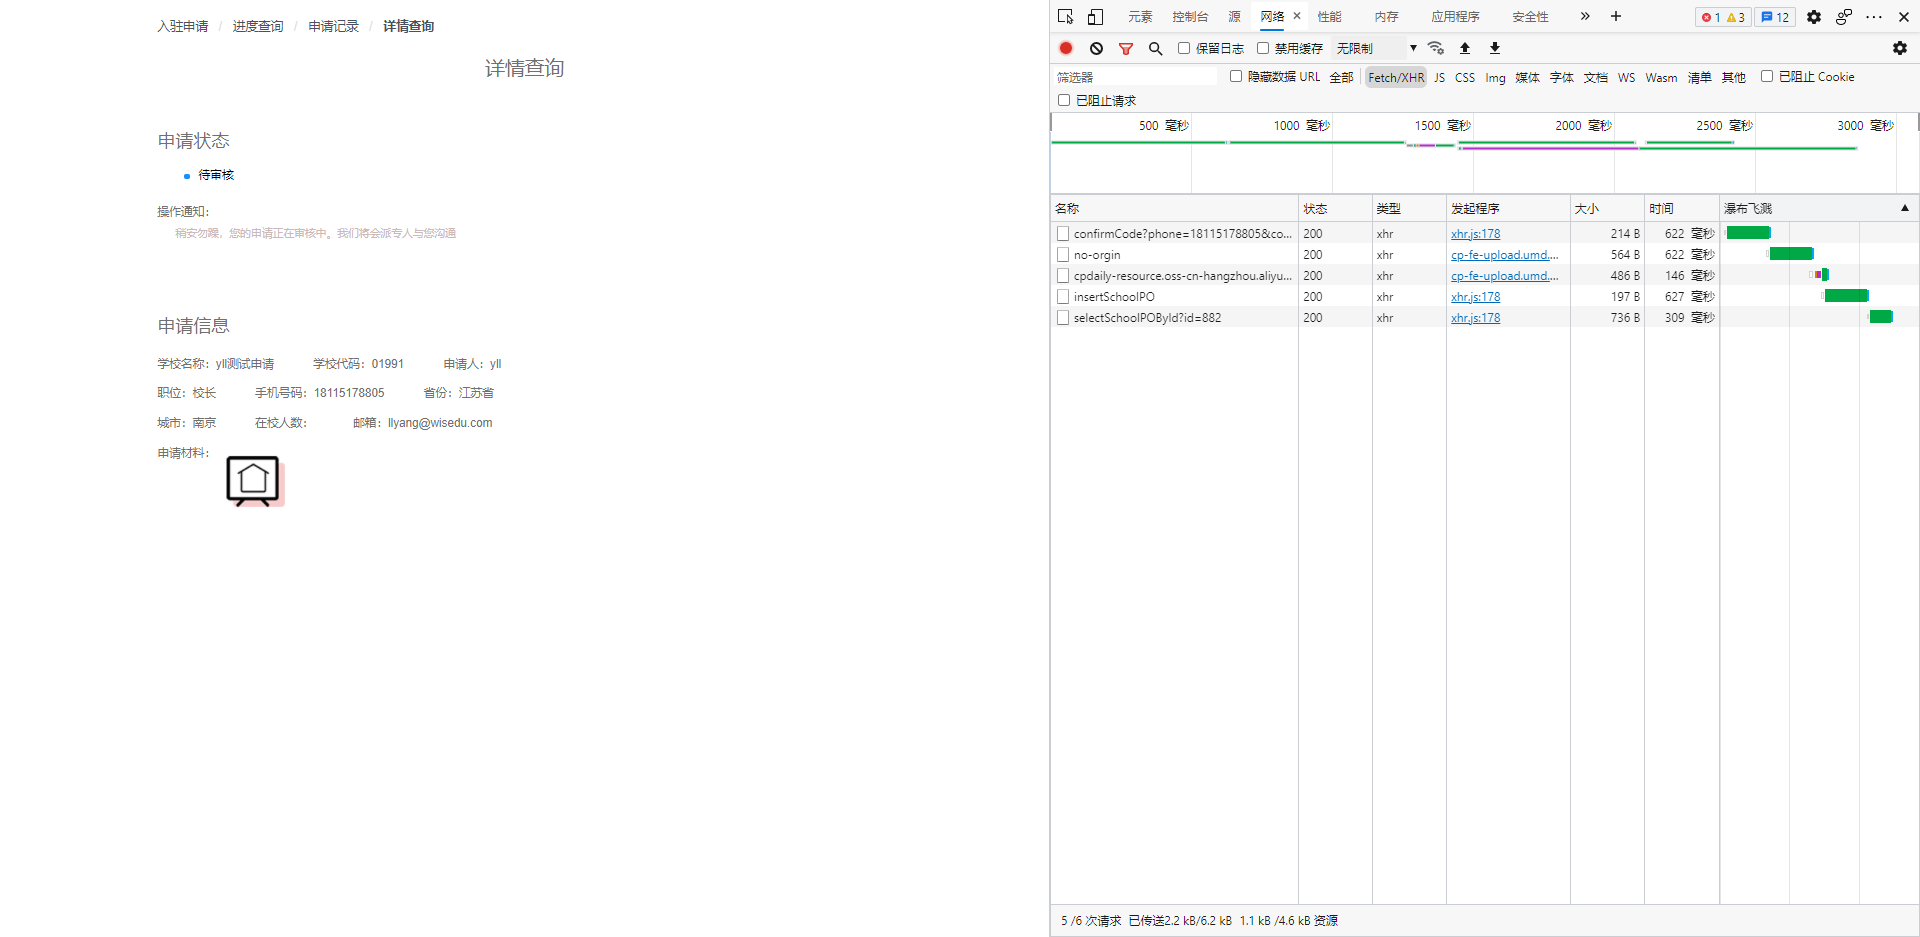 入驻申请 / 进度查询 / 申请记录 / 详情查询
详情查询
申请状态
待审核
操作通知：
稍安勿躁，您的申请正在审核中。我们将会派专人与您沟通
申请信息
学校名称：yll测试申请 学校代码：01991 申请人：yll
职位：校长 手机号码：18115178805 省份：江苏省
城市：南京 在校人数： 邮箱：llyang@wisedu.com
申请材料：
元素 控制台 源 网络 × 性能 内存 应用程序 安全性 » + 1 3 12
保留日志 禁用缓存 无限制
筛选器 隐藏数据 URL 全部 Fetch/XHR JS CSS Img 媒体 字体 文档 WS Wasm 清单 其他 已阻止 Cookie
已阻止请求
500 毫秒 1000 毫秒 1500 毫秒 2000 毫秒 2500 毫秒 3000 毫秒
名称 状态 类型 发起程序 大小 时间 瀑布飞溅
confirmCode?phone=18115178805&co... 200 xhr xhr.js:178 214 B 622 毫秒
no-orgin 200 xhr cp-fe-upload.umd.... 564 B 622 毫秒
cpdaily-resource.oss-cn-hangzhou.aliyu... 200 xhr cp-fe-upload.umd.... 486 B 146 毫秒
insertSchoolPO 200 xhr xhr.js:178 197 B 627 毫秒
selectSchoolPOById?id=882 200 xhr xhr.js:178 736 B 309 毫秒
5 /6 次请求 已传送2.2 kB/6.2 kB 1.1 kB /4.6 kB 资源